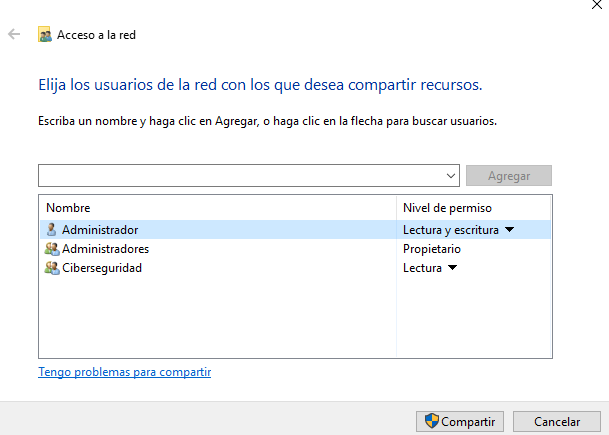 Acceso a la red
Elija los usuarios de la red con los que desea compartir recursos.
Escriba un nombre y haga clic en Agregar, o haga clic en la flecha para buscar usuarios.
Agregar
Nombre Nivel de permiso
Administrador Lectura y escritura
Administradores Propietario
Ciberseguridad Lectura
Tengo problemas para compartir
Compartir Cancelar